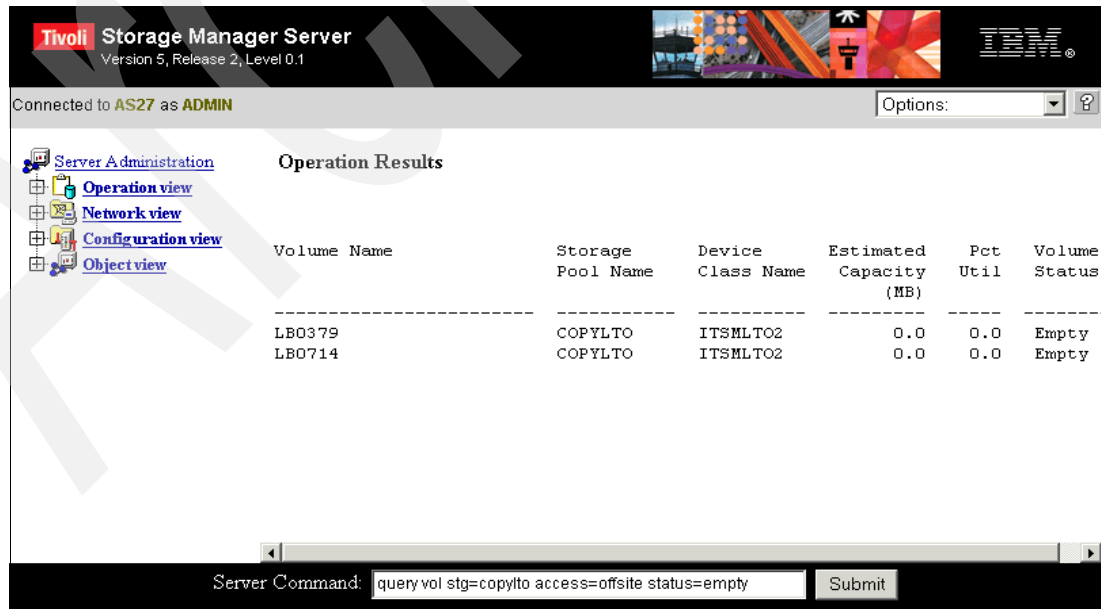 Tivoli Storage Manager Server
Version 5, Release 2, Level 0.1
IBM®
Connected to AS27 as ADMIN
Options:
?
Server Administration
Operation view
Network view
Configuration view
Object view
Operation Results
Volume Name Storage Device Estimated Pct Volume
Pool Name Class Name Capacity Util Status
(MB)
------------------------ ----------- ---------- --------- ----- -------
LB0379 COPYLTO ITSMLTO2 0.0 0.0 Empty
LB0714 COPYLTO ITSMLTO2 0.0 0.0 Empty
Server Command: query vol stg=copylto access=offsite status=empty Submit